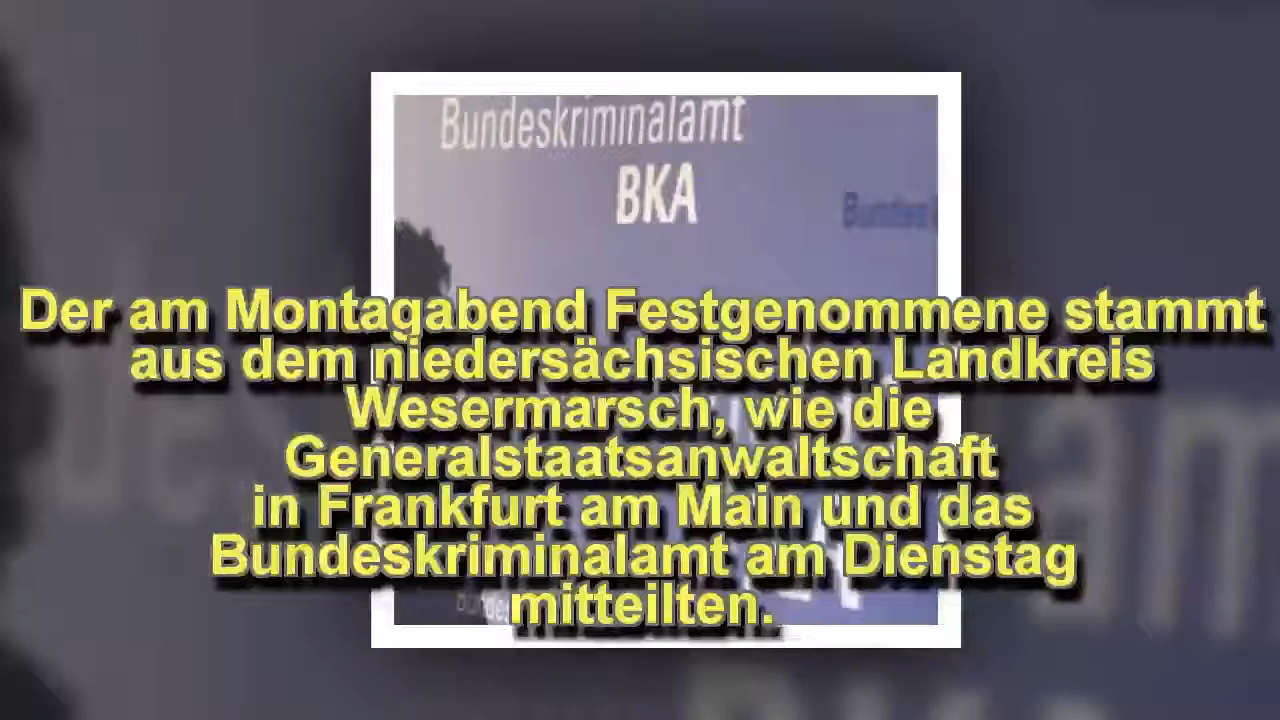 Bundeskriminalamt
BKA
Der am Montagabend Festgenommene stammt
aus dem niedersächsischen Landkreis
Wesermarsch, wie die
Generalstaatsanwaltschaft
in Frankfurt am Main und das
Bundeskriminalamt am Dienstag
mitteilten.